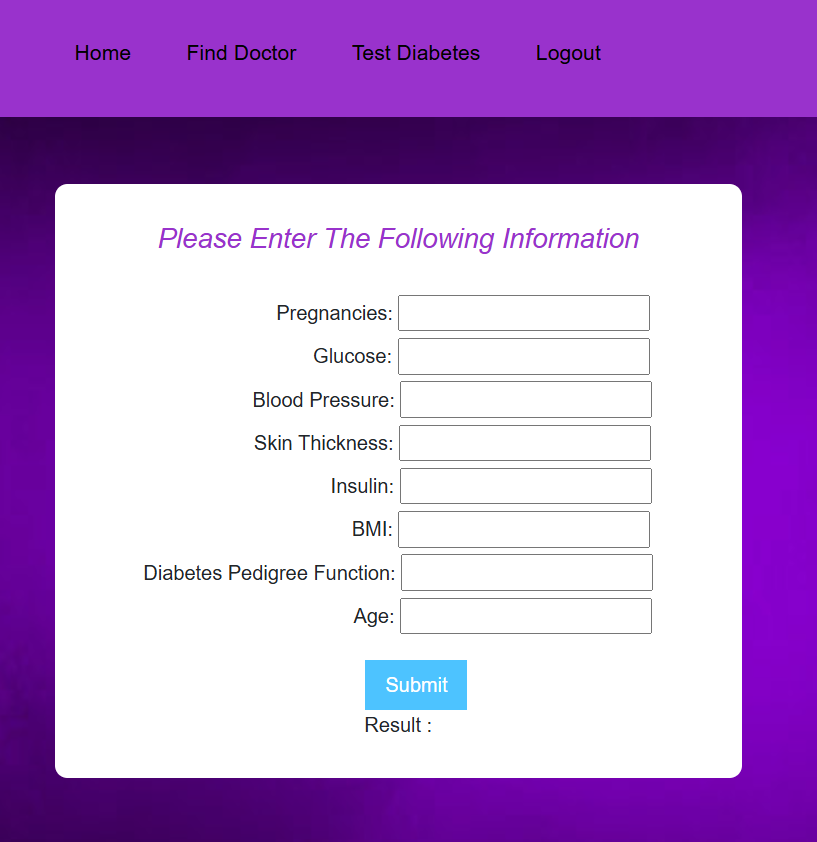 Home Find Doctor Test Diabetes Logout
Please Enter The Following Information
Pregnancies:
Glucose:
Blood Pressure:
Skin Thickness:
Insulin:
BMI:
Diabetes Pedigree Function:
Age:
Submit
Result :